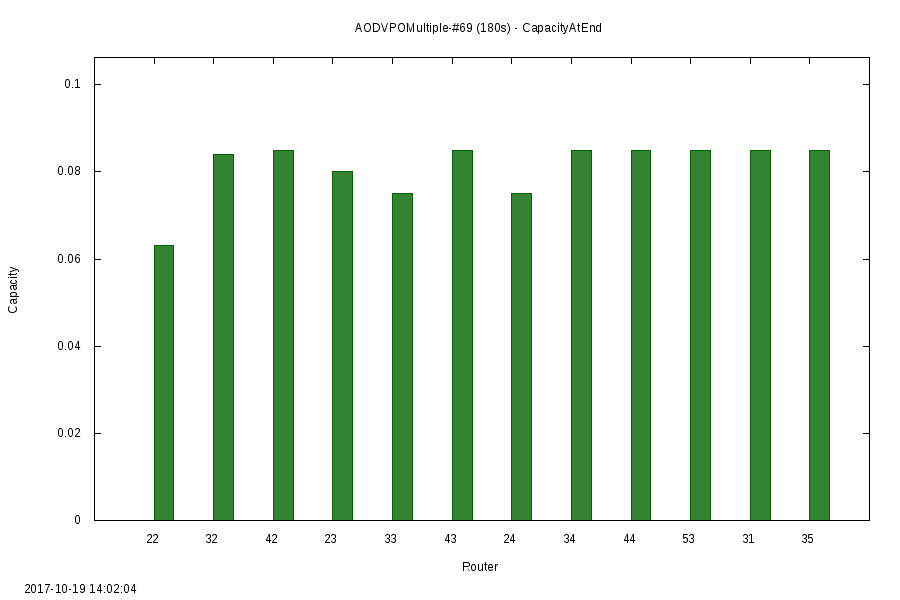 AODVPOMultiple-#69 (180s) - CapacityAtEnd
0.1
0.08
0.06
0.04
0.02
0
Capacity
22 32 42 23 33 43 24 34 44 53 31 35
Router
2017-10-19 14:02:04